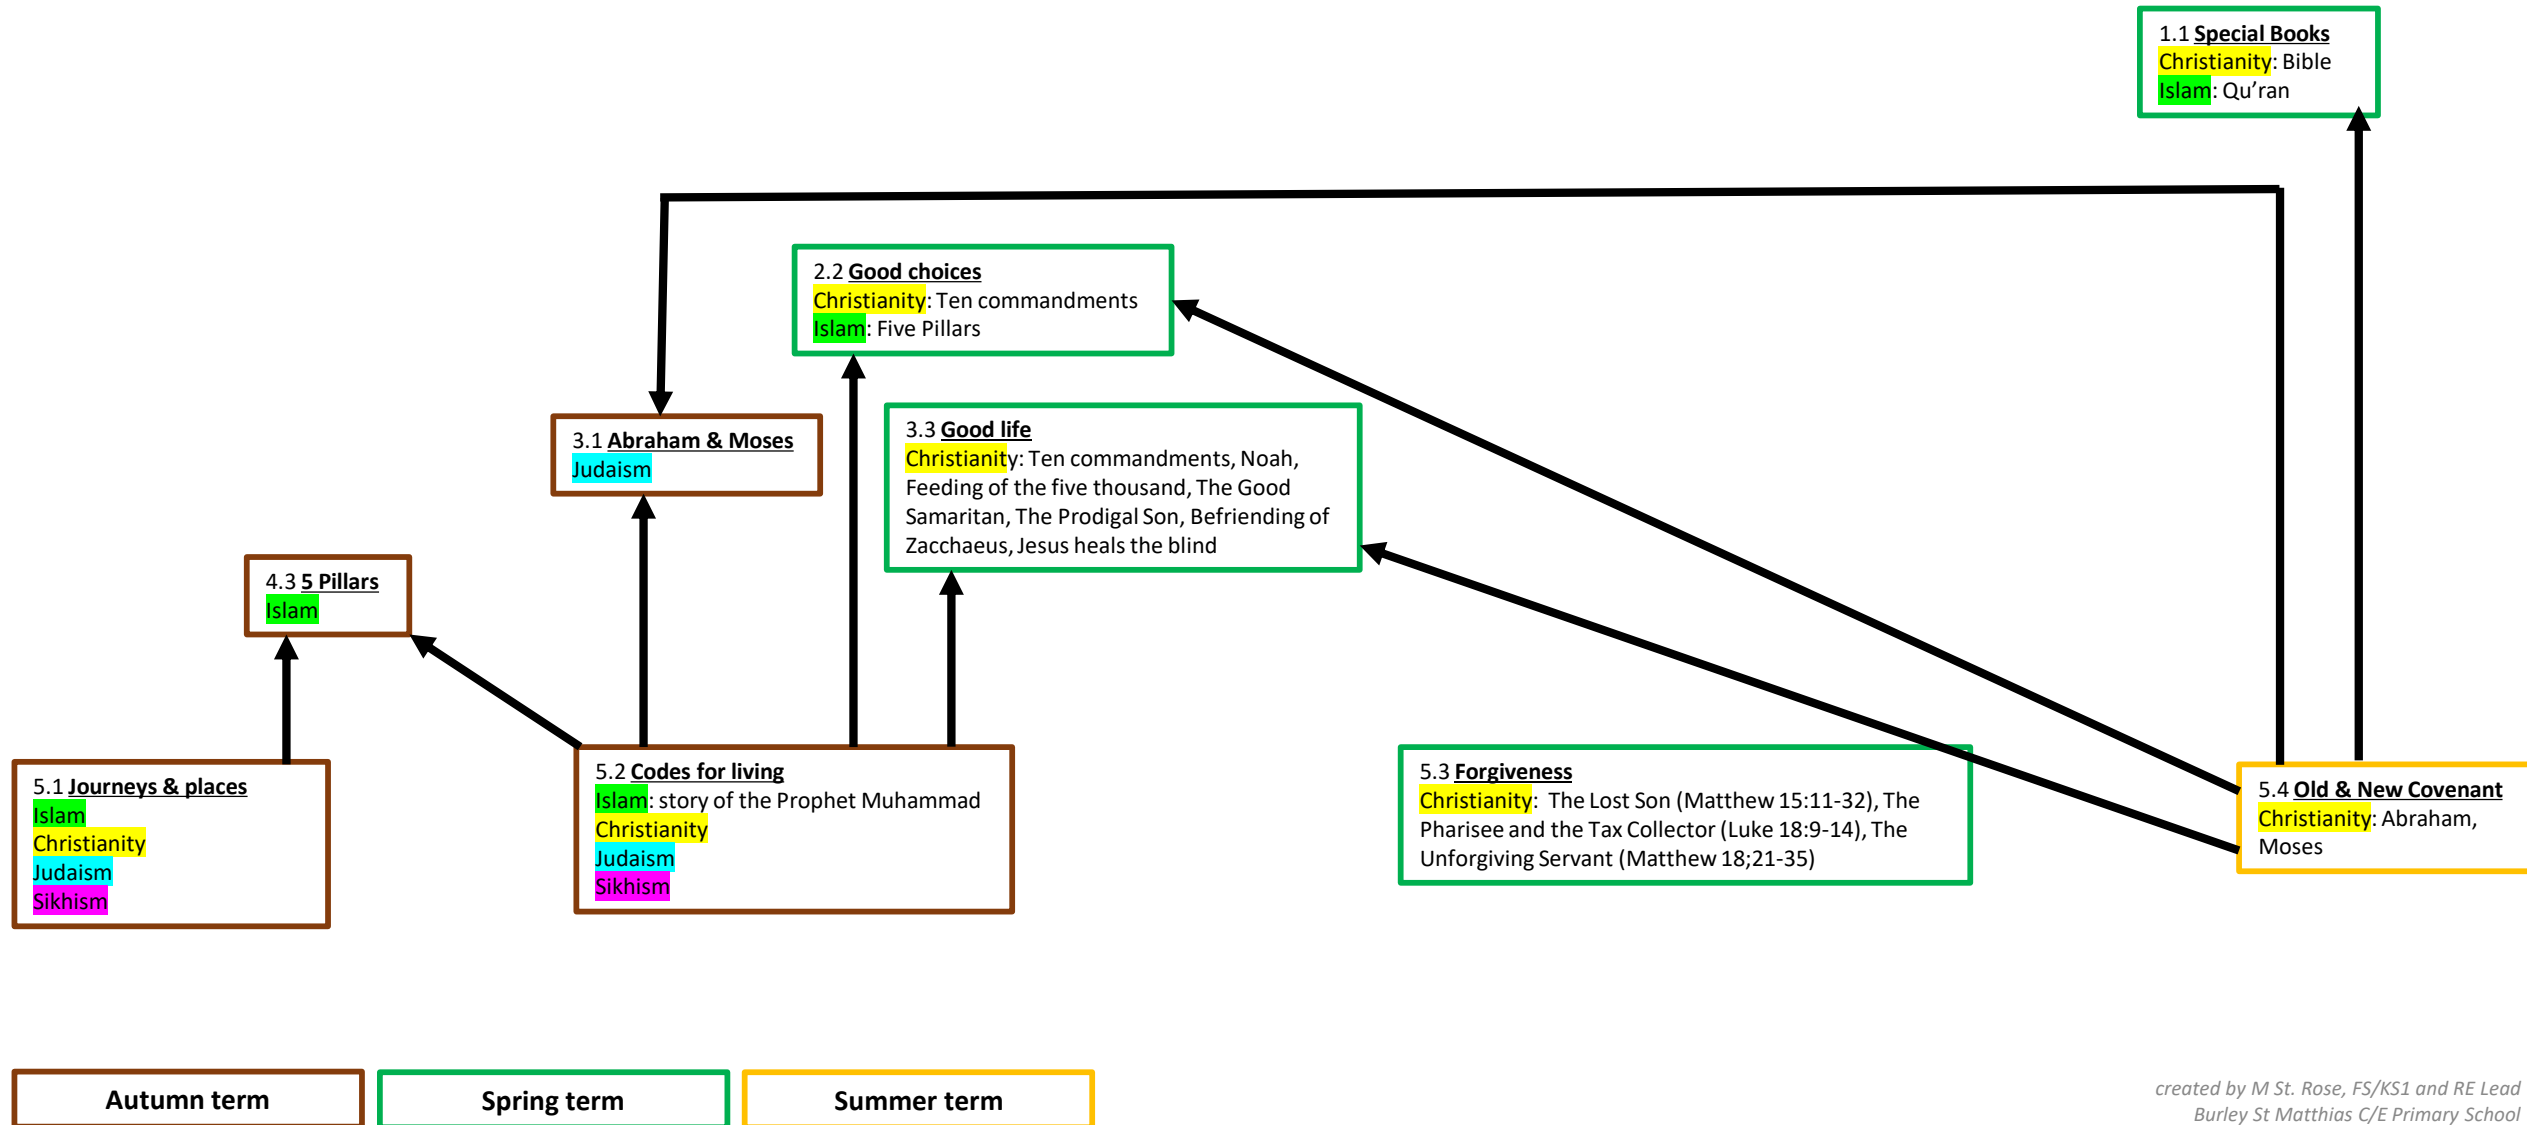 1.1 Special Books
Christianity: Bible
Islam: Qu’ran
2.2 Good choices
Christianity: Ten commandments
Islam: Five Pillars
3.1 Abraham & Moses
Judaism
3.3 Good life
Christianity: Ten commandments, Noah,
Feeding of the five thousand, The Good
Samaritan, The Prodigal Son, Befriending of
Zacchaeus, Jesus heals the blind
4.3 5 Pillars
Islam
5.1 Journeys & places
Islam
Christianity
Judaism
Sikhism
5.2 Codes for living
Islam: story of the Prophet Muhammad
Christianity
Judaism
Sikhism
5.3 Forgiveness
Christianity: The Lost Son (Matthew 15:11-32), The
Pharisee and the Tax Collector (Luke 18:9-14), The
Unforgiving Servant (Matthew 18;21-35)
5.4 Old & New Covenant
Christianity: Abraham,
Moses
Autumn term
Spring term
Summer term
created by M St. Rose, FS/KS1 and RE Lead
Burley St Matthias C/E Primary School